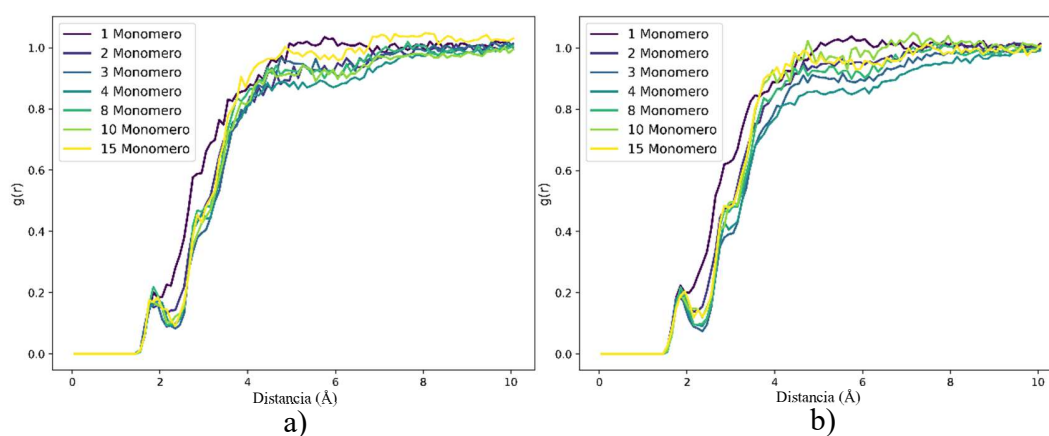 1 Monomero
2 Monomero
3 Monomero
4 Monomero
8 Monomero
10 Monomero
15 Monomero
g(r)
1.0
0.8
0.6
0.4
0.2
0.0
0
2
4
6
8
10
Distancia (Å)
a)
1 Monomero
2 Monomero
3 Monomero
4 Monomero
8 Monomero
10 Monomero
15 Monomero
g(r)
1.0
0.8
0.6
0.4
0.2
0.0
0
2
4
6
8
10
Distancia (Å)
b)